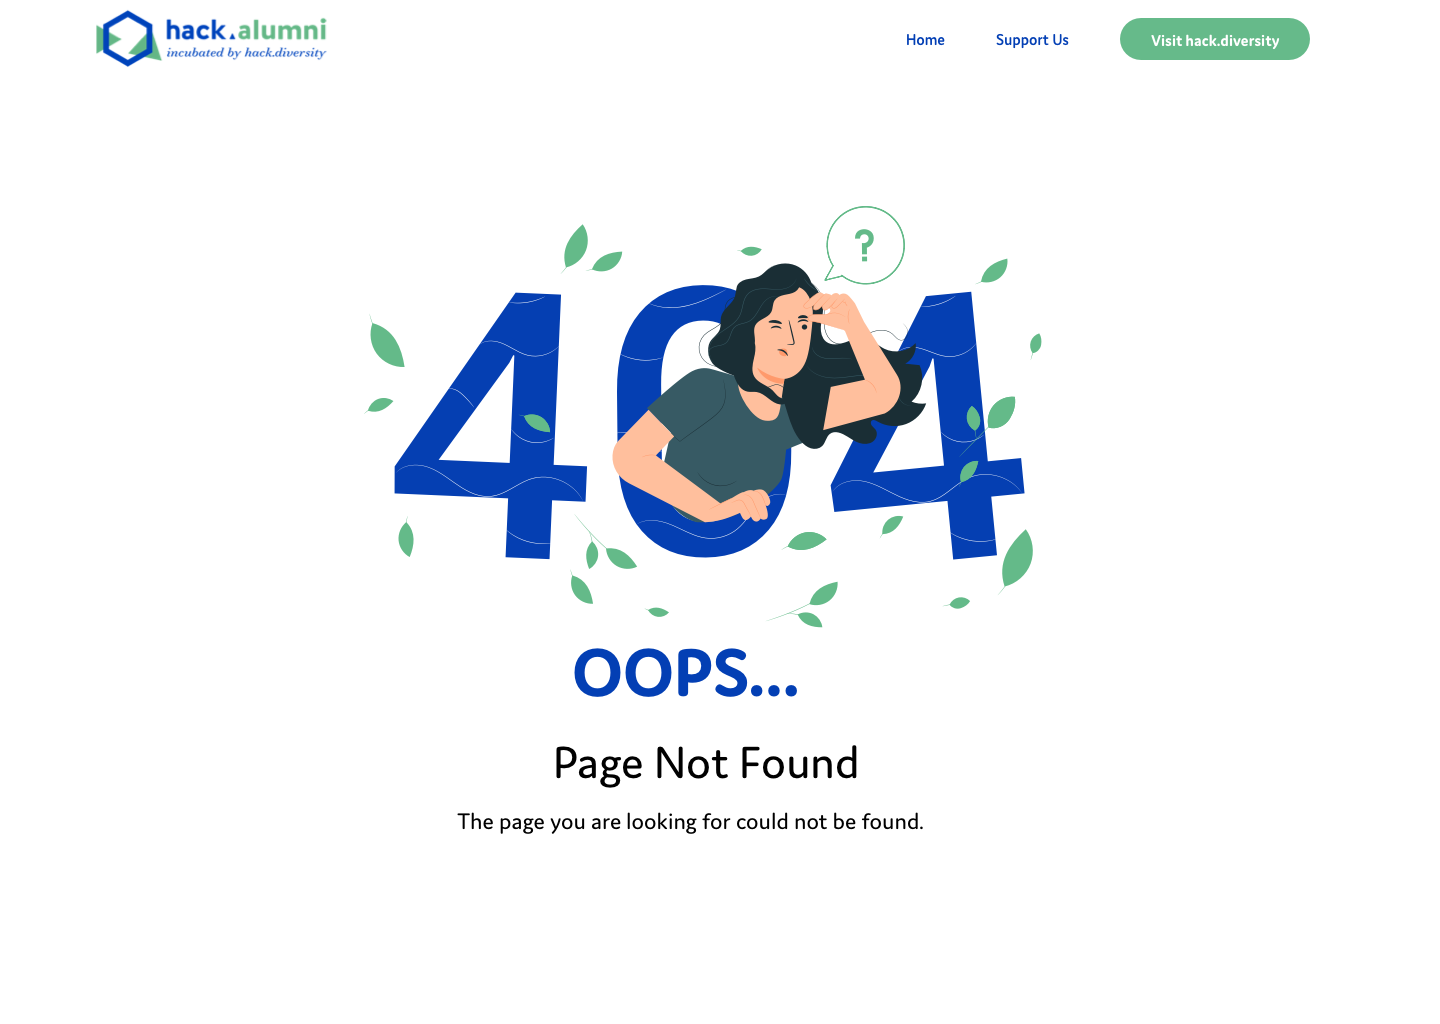 hack.alumni
incubated by hack.diversity
Home
Support Us
Visit hack.diversity
?
404
OOPS...
Page Not Found
The page you are looking for could not be found.